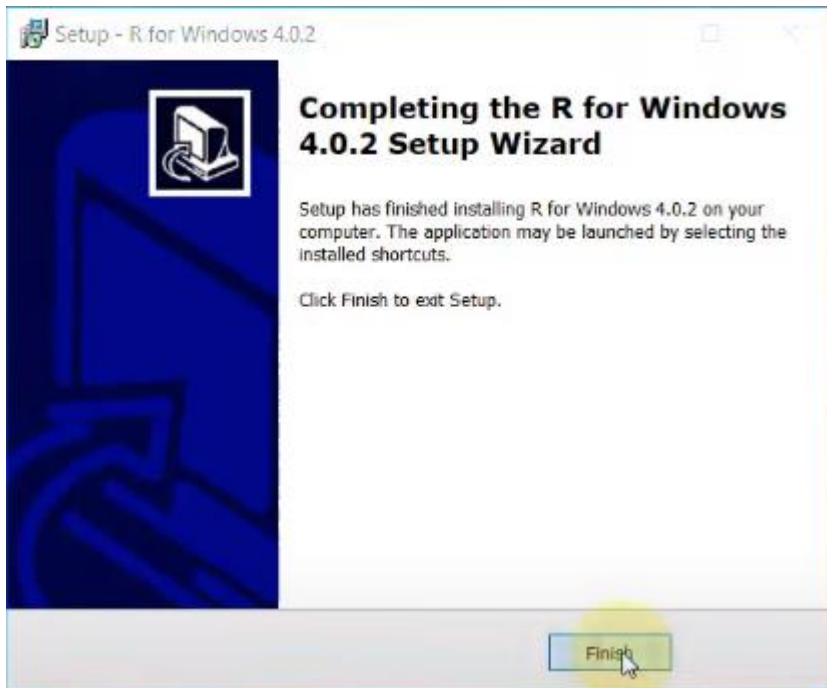 Setup - R for Windows 4.0.2
Completing the R for Windows
4.0.2 Setup Wizard
Setup has finished installing R for Windows 4.0.2 on your
computer. The application may be launched by selecting the
installed shortcuts.
Click Finish to exit Setup.
Finish